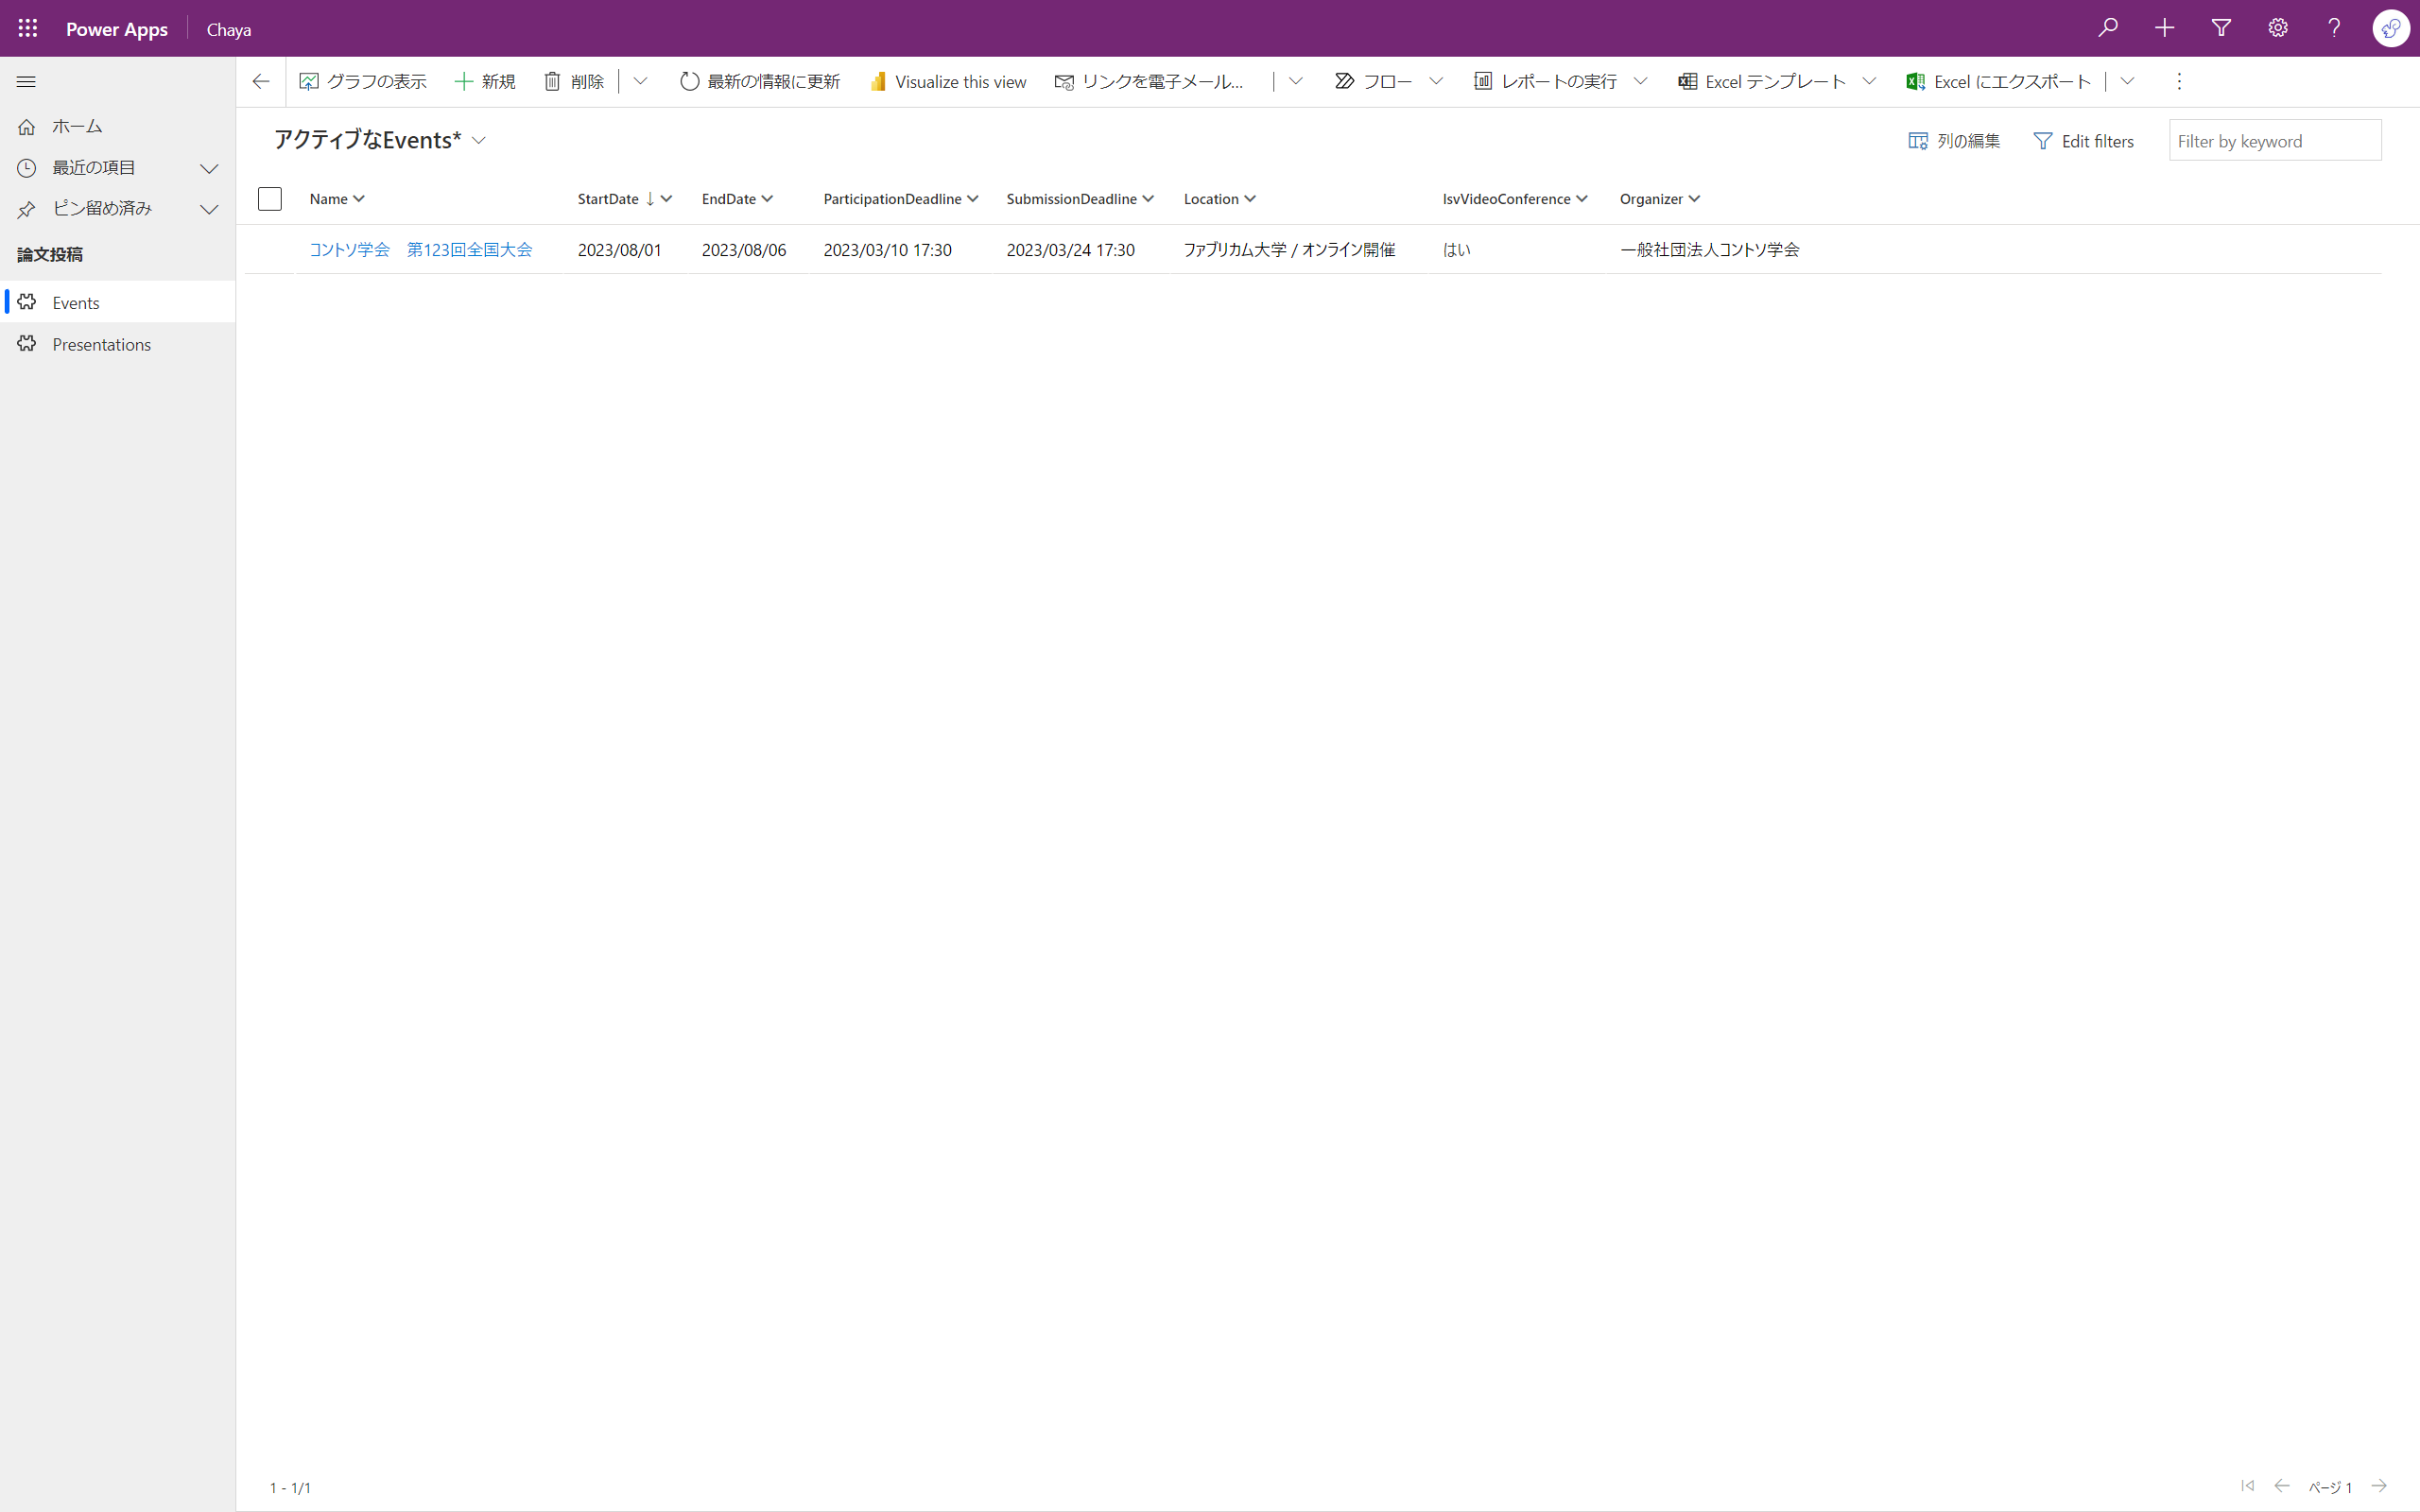 Power Apps Chaya
グラフの表示 新規 削除 最新の情報に更新 Visualize this view リンクを電子メール... フロー レポートの実行 Excel テンプレート Excel にエクスポート
ホーム
最近の項目
ピン留め済み
論文投稿
Events
Presentations
アクティブなEvents* 列の編集 Edit filters Filter by keyword
Name StartDate EndDate ParticipationDeadline SubmissionDeadline Location IsvVideoConference Organizer
コントソ学会　第123回全国大会 2023/08/01 2023/08/06 2023/03/10 17:30 2023/03/24 17:30 ファブリカム大学 / オンライン開催 はい 一般社団法人コントソ学会
1 - 1/1 ページ 1